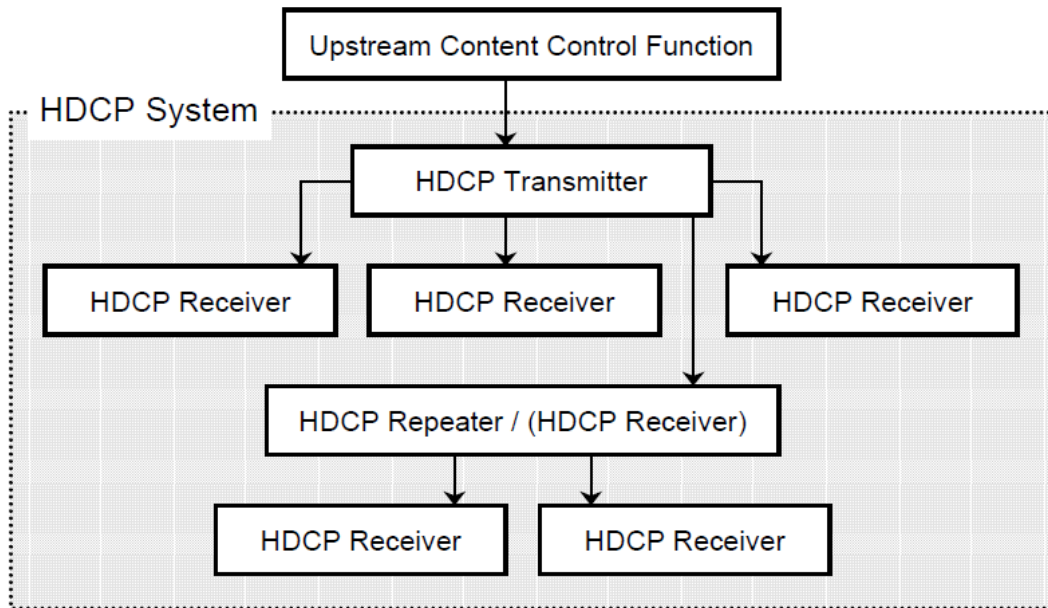 Upstream Content Control Function
HDCP System
HDCP Transmitter
HDCP Receiver
HDCP Receiver
HDCP Receiver
HDCP Repeater / (HDCP Receiver)
HDCP Receiver
HDCP Receiver